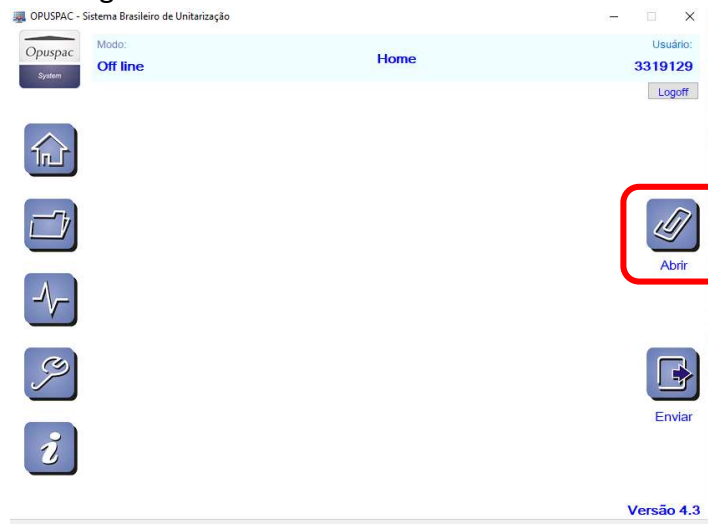 OPUSPAC - Sistema Brasileiro de Unitarização
Opuspac
System
Modo:
Off line
Home
Usuário:
3319129
Logoff
Abrir
Enviar
Versão 4.3